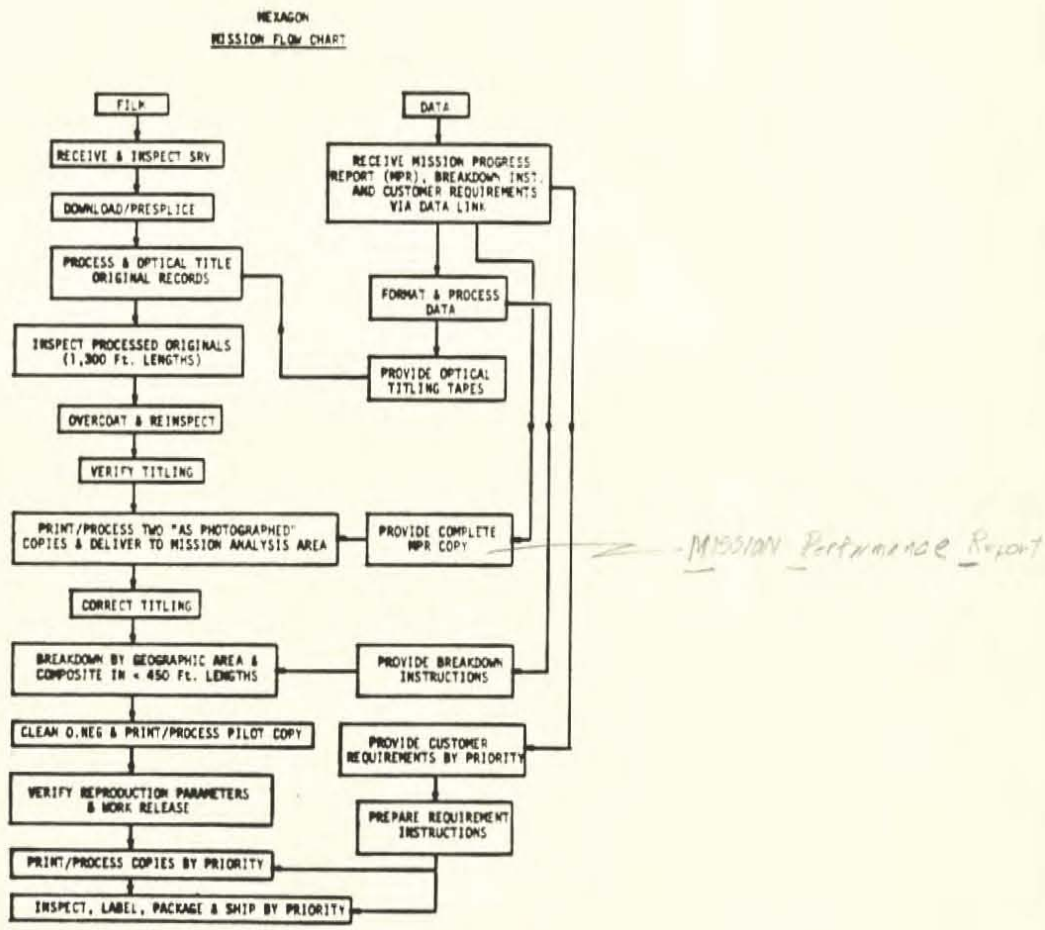 HEXAGON
MISSION FLOW CHART
FILM
RECEIVE & INSPECT SRV
DOWNLOAD/PRESPLICE
PROCESS & OPTICAL TITLE
ORIGINAL RECORDS
INSPECT PROCESSED ORIGINALS
(1,300 Ft. LENGTHS)
OVERCOAT & REINSPECT
VERIFY TITLING
PRINT/PROCESS TWO "AS PHOTOGRAPHED"
COPIES & DELIVER TO MISSION ANALYSIS AREA
CORRECT TITLING
BREAKDOWN BY GEOGRAPHIC AREA &
COMPOSITE IN < 450 Ft. LENGTHS
CLEAN O.NEG & PRINT/PROCESS PILOT COPY
VERIFY REPRODUCTION PARAMETERS
& WORK RELEASE
PRINT/PROCESS COPIES BY PRIORITY
INSPECT, LABEL, PACKAGE & SHIP BY PRIORITY
DATA
RECEIVE MISSION PROGRESS
REPORT (MPR), BREAKDOWN INST.
AND CUSTOMER REQUIREMENTS
VIA DATA LINK
FORMAT & PROCESS
DATA
PROVIDE OPTICAL
TITLING TAPES
PROVIDE COMPLETE
MPR COPY
MISSION Performance Report
PROVIDE BREAKDOWN
INSTRUCTIONS
PROVIDE CUSTOMER
REQUIREMENTS BY PRIORITY
PREPARE REQUIREMENT
INSTRUCTIONS